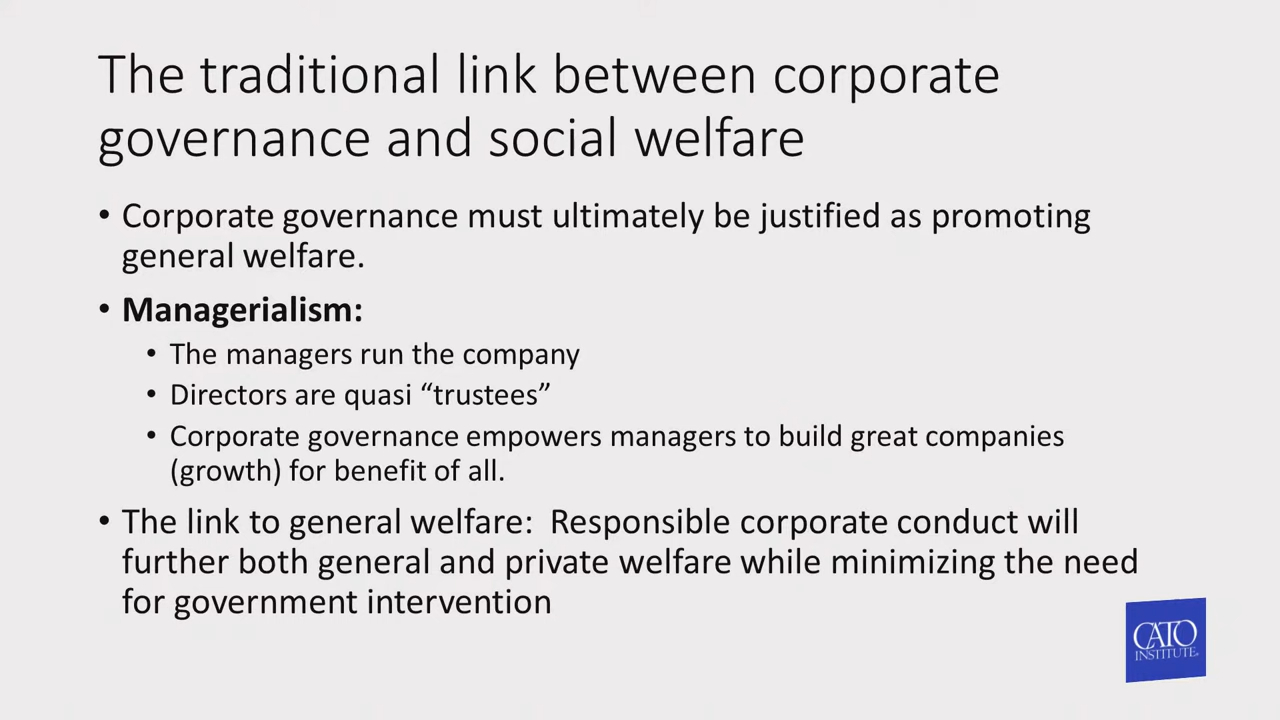 The traditional link between corporate
governance and social welfare
• Corporate governance must ultimately be justified as promoting
general welfare.
• Managerialism:
• The managers run the company
• Directors are quasi “trustees”
• Corporate governance empowers managers to build great companies
(growth) for benefit of all.
• The link to general welfare:  Responsible corporate conduct will
further both general and private welfare while minimizing the need
for government intervention
CATO
INSTITUTE